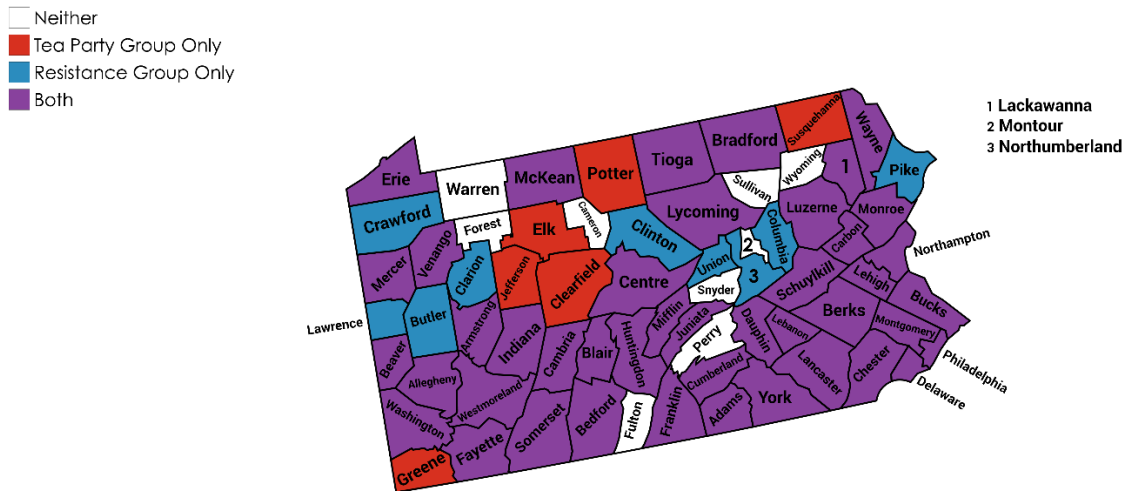 Neither
Tea Party Group Only
Resistance Group Only
Both
1 Lackawanna
2 Montour
3 Northumberland
Erie
Warren
McKean
Potter
Tioga
Bradford
Susquehanna
Wayne
Wyoming
1
Pike
Crawford
Forest
Elk
Cameron
Clinton
Lycoming
Sullivan
Luzerne
Monroe
Mercer
Venango
Clarion
Jefferson
Clearfield
Centre
Union
2
Columbia
Carbon
Northampton
Lawrence
Butler
Armstrong
Indiana
Snyder
3
Schuylkill
Lehigh
Bucks
Beaver
Allegheny
Westmoreland
Cambria
Blair
Huntingdon
Mifflin
Juniata
Perry
Dauphin
Lebanon
Berks
Montgomery
Philadelphia
Washington
Greene
Fayette
Somerset
Bedford
Fulton
Franklin
Cumberland
Adams
York
Lancaster
Chester
Delaware